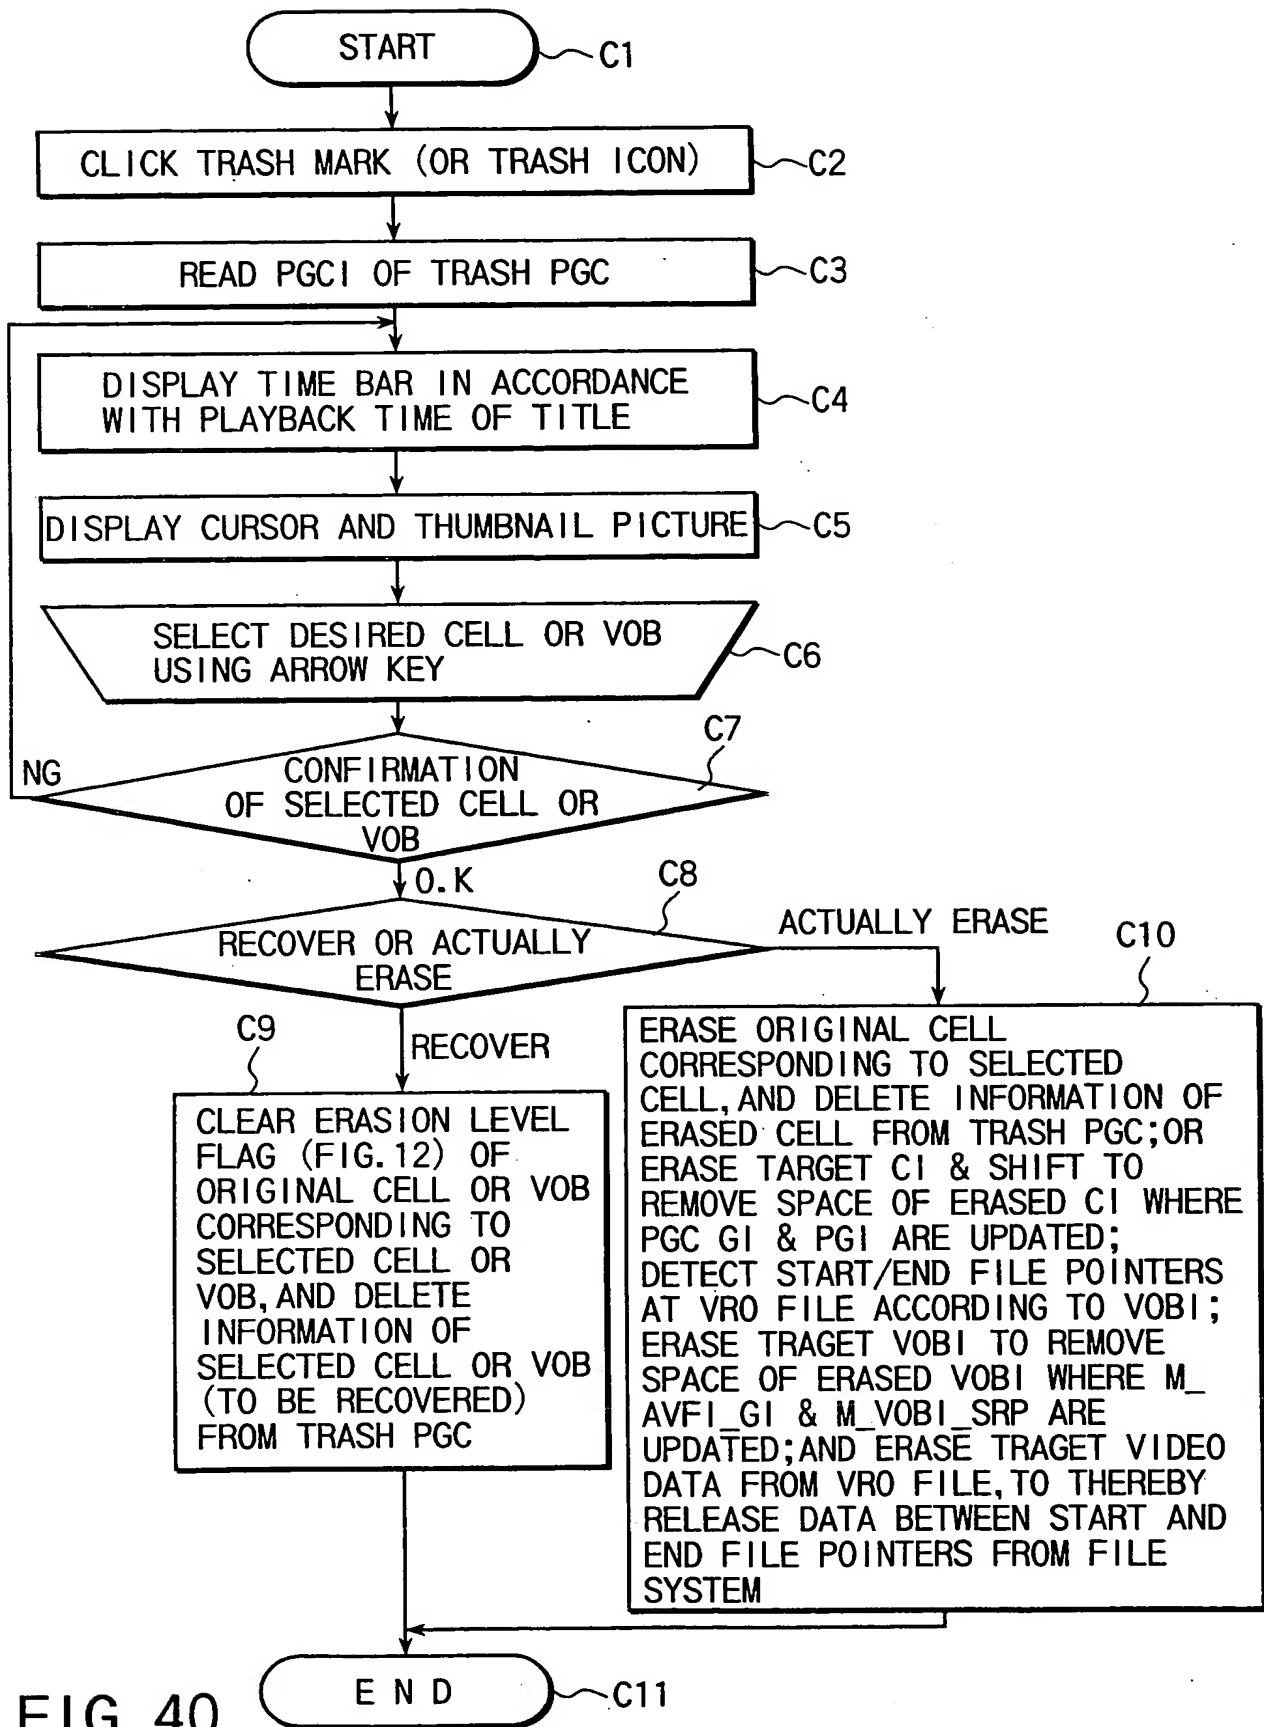 START
C1
CLICK TRASH MARK (OR TRASH ICON)
C2
READ PGCI OF TRASH PGC
C3
DISPLAY TIME BAR IN ACCORDANCE
WITH PLAYBACK TIME OF TITLE
C4
DISPLAY CURSOR AND THUMBNAIL PICTURE
C5
SELECT DESIRED CELL OR VOB
USING ARROW KEY
C6
C7
NG
CONFIRMATION
OF SELECTED CELL OR
VOB
O.K
C8
RECOVER OR ACTUALLY
ERASE
ACTUALLY ERASE
C10
C9
RECOVER
CLEAR ERASION LEVEL
FLAG (FIG.12) OF
ORIGINAL CELL OR VOB
CORRESPONDING TO
SELECTED CELL OR
VOB, AND DELETE
INFORMATION OF
SELECTED CELL OR VOB
(TO BE RECOVERED)
FROM TRASH PGC
ERASE ORIGINAL CELL
CORRESPONDING TO SELECTED
CELL, AND DELETE INFORMATION OF
ERASED CELL FROM TRASH PGC;OR
ERASE TARGET CI & SHIFT TO
REMOVE SPACE OF ERASED CI WHERE
PGC GI & PGI ARE UPDATED;
DETECT START/END FILE POINTERS
AT VRO FILE ACCORDING TO VOBI;
ERASE TRAGET VOBI TO REMOVE
SPACE OF ERASED VOBI WHERE M_
AVFI_GI & M_VOBI_SRP ARE
UPDATED;AND ERASE TRAGET VIDEO
DATA FROM VRO FILE, TO THEREBY
RELEASE DATA BETWEEN START AND
END FILE POINTERS FROM FILE
SYSTEM
END
C11
FIG. 40